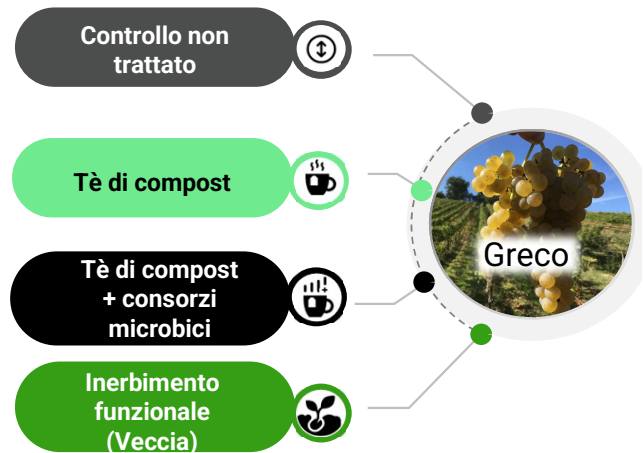 Controllo non
trattato
Tè di compost
Tè di compost
+ consorzi
microbici
Inerbimento
funzionale
(Veccia)
Greco